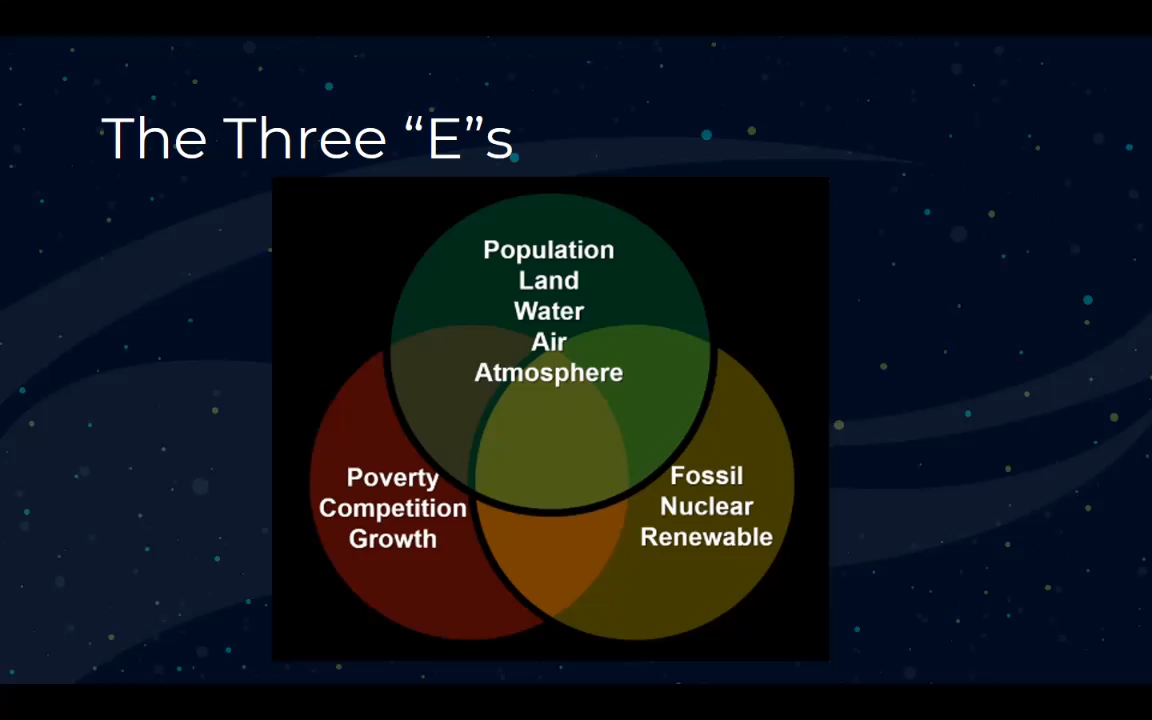 The Three “E”s
Population
Land
Water
Air
Atmosphere
Poverty
Competition
Growth
Fossil
Nuclear
Renewable